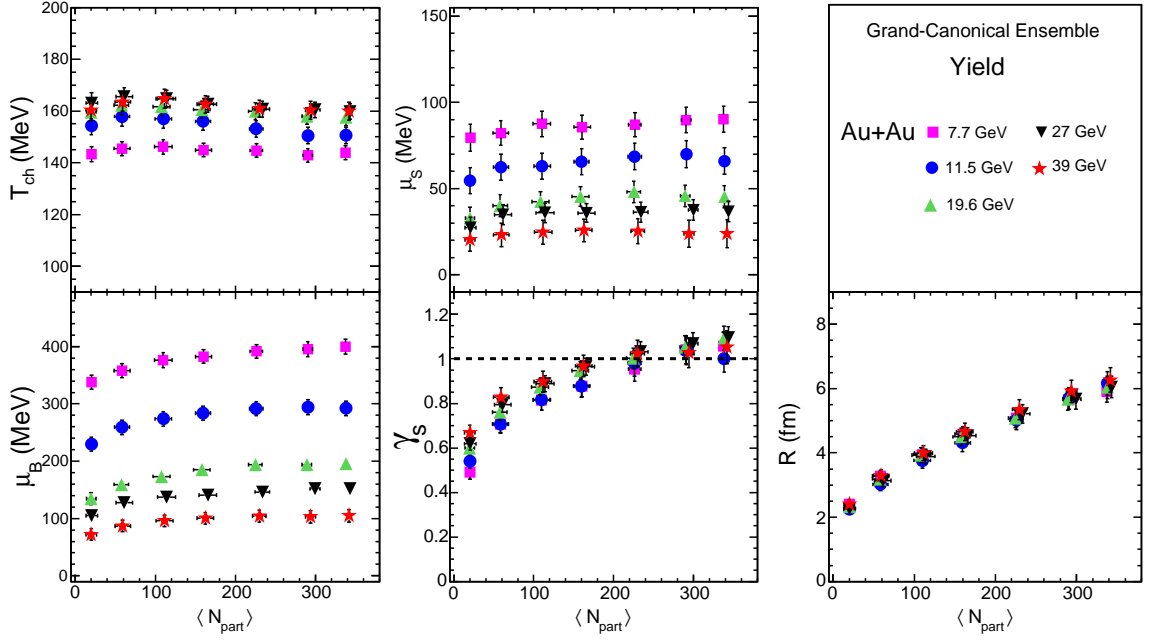 200
180
160
140
120
100
T_ch (MeV)
150
100
50
0
μ_S (MeV)
Grand-Canonical Ensemble
Yield
Au+Au
7.7 GeV
27 GeV
11.5 GeV
39 GeV
19.6 GeV
400
300
200
100
0
μ_B (MeV)
0 100 200 300
⟨ N_part ⟩
1.2
1
0.8
0.6
0.4
0.2
0
γ_s
0 100 200 300
⟨ N_part ⟩
8
6
4
2
0
R (fm)
0 100 200 300
⟨ N_part ⟩